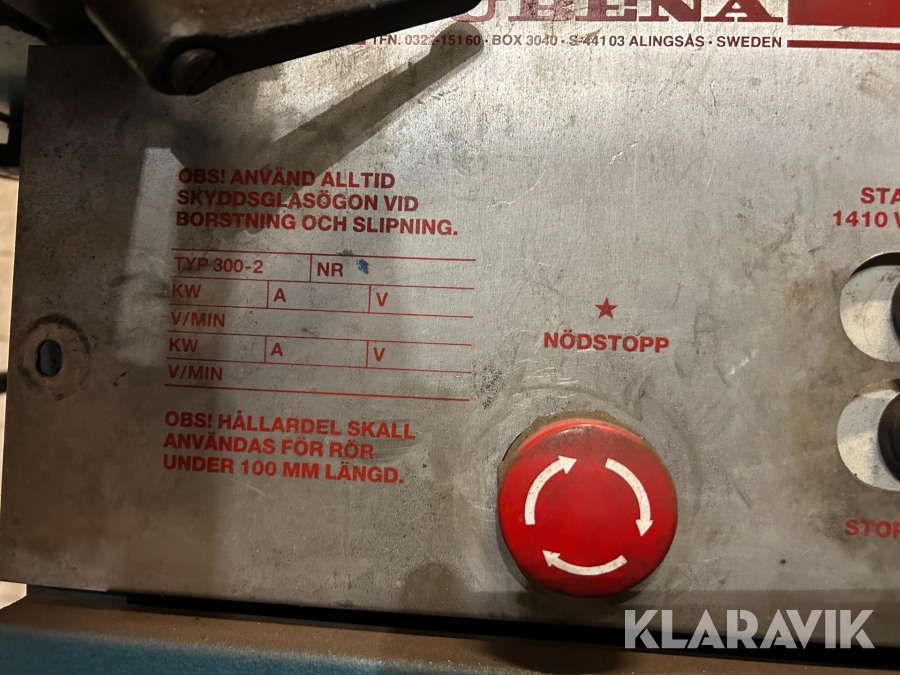 TFN. 0322-15160 · BOX 3040 · S-44103 ALINGSÅS · SWEDEN
OBS! ANVÄND ALLTID
SKYDDSGLASÖGON VID
BORSTNING OCH SLIPNING.
TYP 300-2 NR
KW A V
V/MIN
KW A V
V/MIN
OBS! HÅLLARDEL SKALL
ANVÄNDAS FÖR RÖR
UNDER 100 MM LÄNGD.
★
NÖDSTOPP
1410 V
KLARAVIK